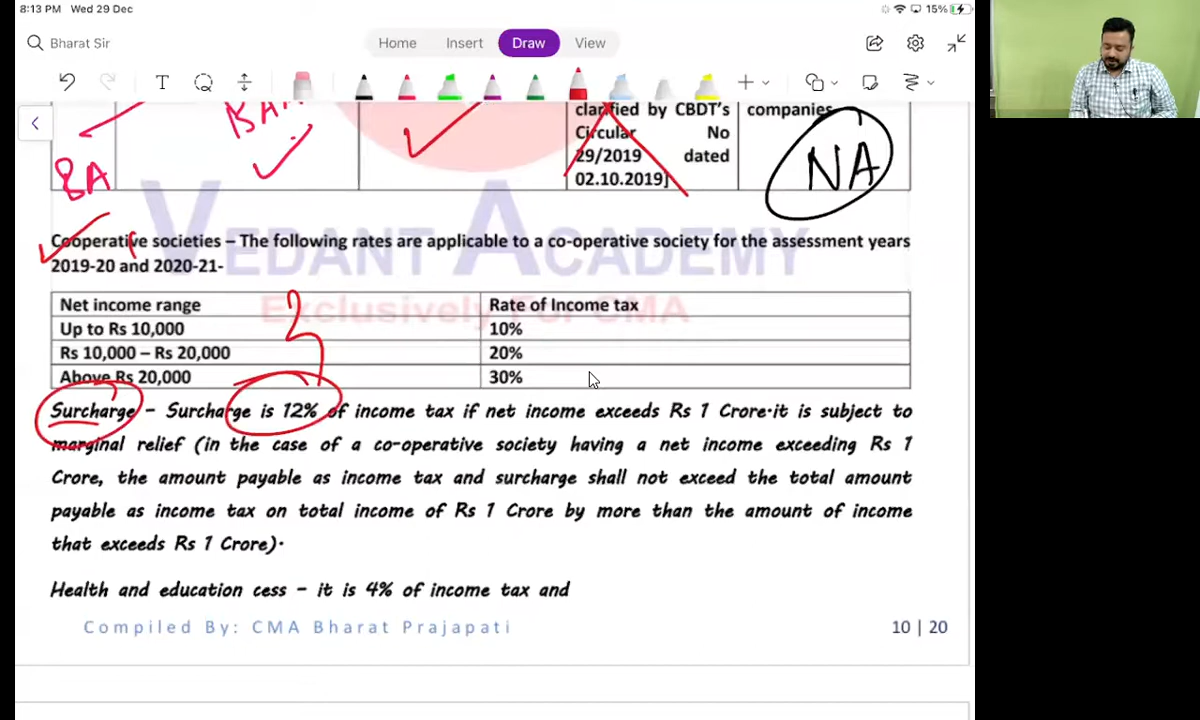 8:13 PM Wed 29 Dec 15%
Bharat Sir Home Insert Draw View
clarified by CBDT's companies
BA
Circular No
29/2019 dated
02.10.2019]
NA
BA
VEDANT ACADEMY
Cooperative societies – The following rates are applicable to a co-operative society for the assessment years
2019-20 and 2020-21-
Exclusively For CMA
Net income range Rate of Income tax
Up to Rs 10,000 10%
Rs 10,000 – Rs 20,000 20%
Above Rs 20,000 30%
Surcharge – Surcharge is 12% of income tax if net income exceeds Rs 1 Crore.it is subject to
marginal relief (in the case of a co-operative society having a net income exceeding Rs 1
Crore, the amount payable as income tax and surcharge shall not exceed the total amount
payable as income tax on total income of Rs 1 Crore by more than the amount of income
that exceeds Rs 1 Crore).
Health and education cess – it is 4% of income tax and
Compiled By: CMA Bharat Prajapati 10 | 20